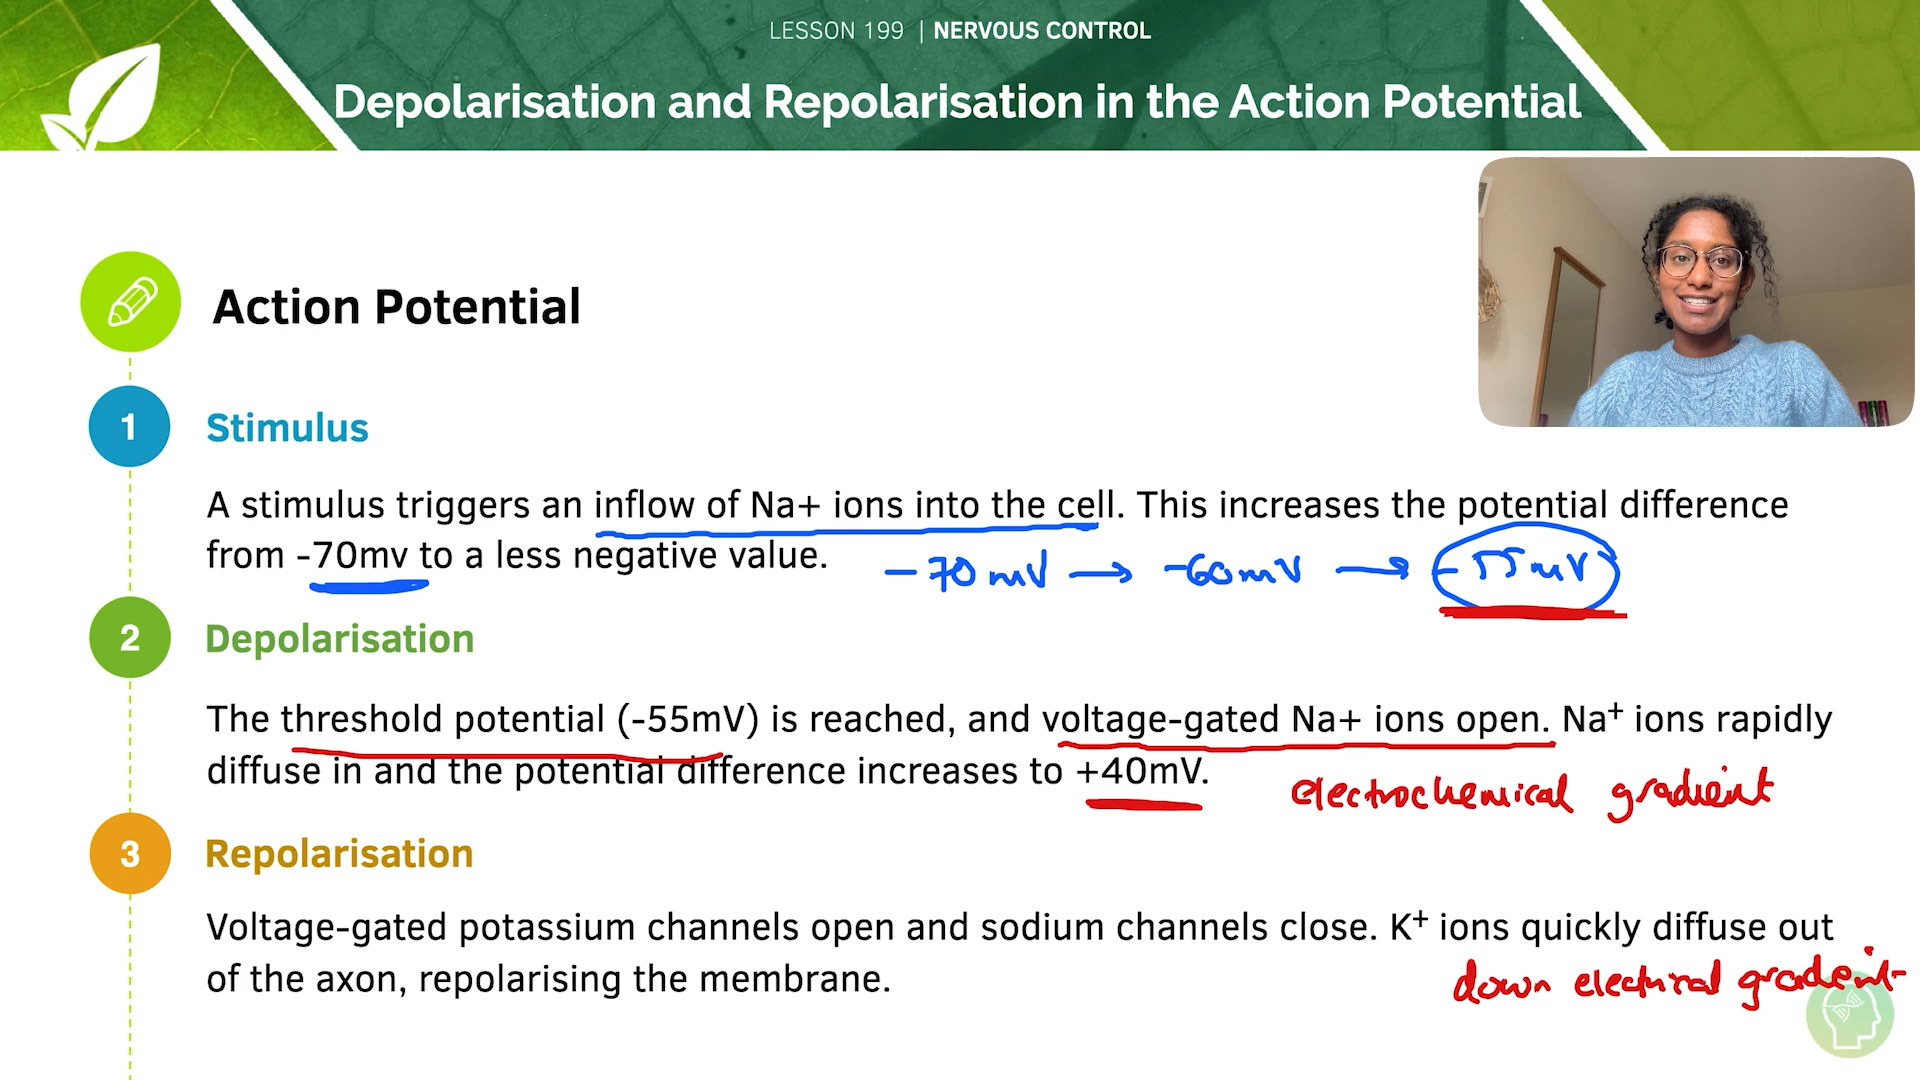 LESSON 199 | NERVOUS CONTROL
Depolarisation and Repolarisation in the Action Potential
Action Potential
1 Stimulus
A stimulus triggers an inflow of Na+ ions into the cell. This increases the potential difference
from -70mv to a less negative value.
-70mV → -60mV → -55mV
2 Depolarisation
The threshold potential (-55mV) is reached, and voltage-gated Na+ ions open. Na⁺ ions rapidly
diffuse in and the potential difference increases to +40mV.
electrochemical gradient
3 Repolarisation
Voltage-gated potassium channels open and sodium channels close. K⁺ ions quickly diffuse out
of the axon, repolarising the membrane.
down electrical gradient